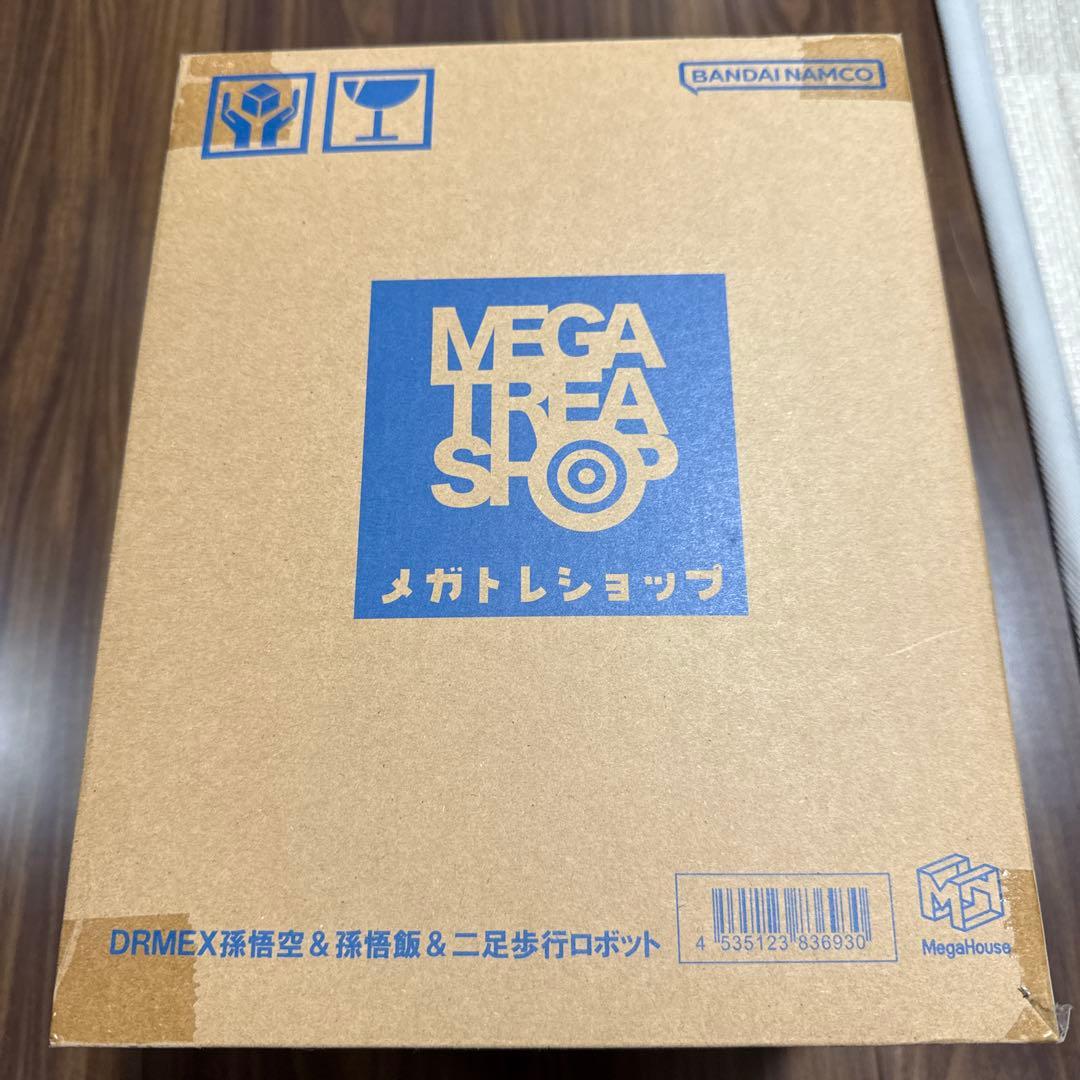 BANDAI NAMCO
MEGA
TREA
SHOP
メガトレショップ
DRMEX孫悟空&孫悟飯&二足歩行ロボット
4 535123 836930
MegaHouse